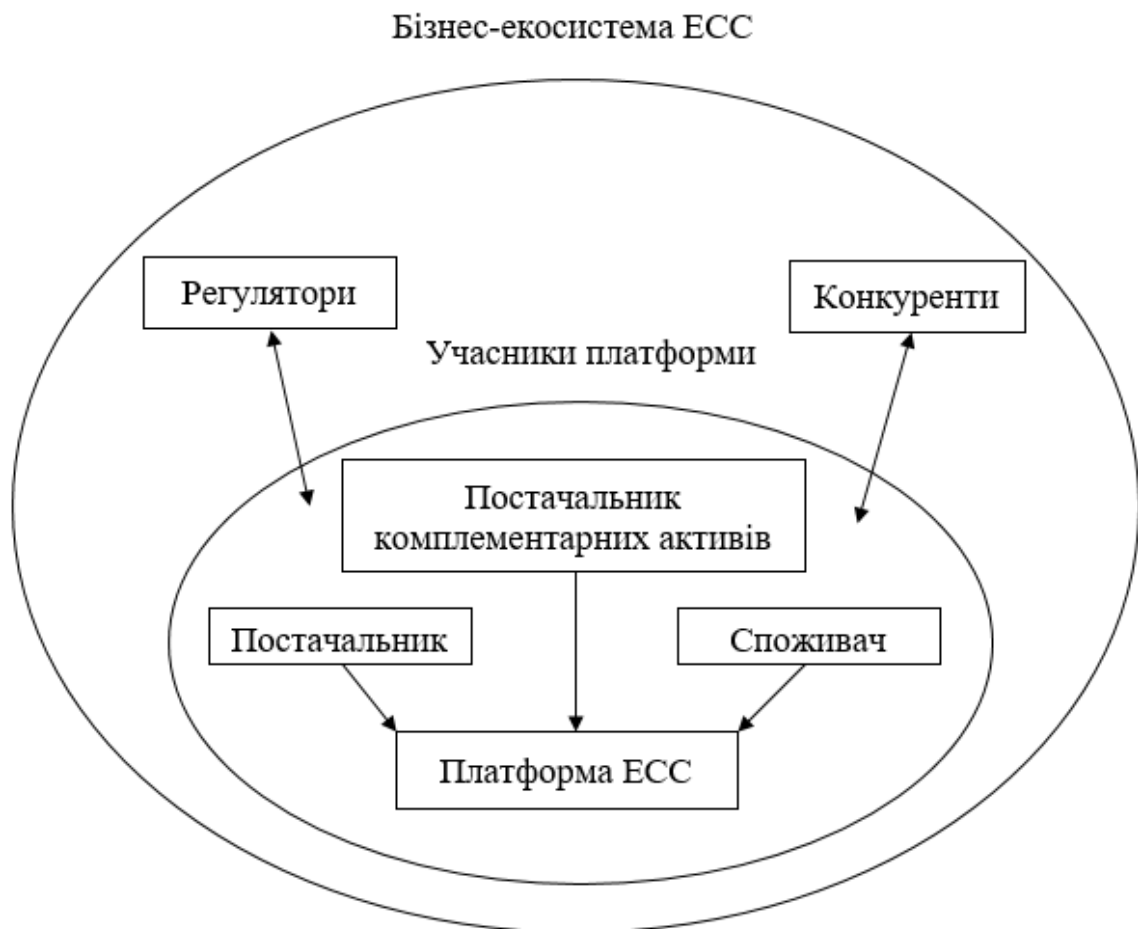 Бізнес-екосистема ЕСС
Регулятори
Конкуренти
Учасники платформи
Постачальник
комплементарних активів
Постачальник
Споживач
Платформа ЕСС